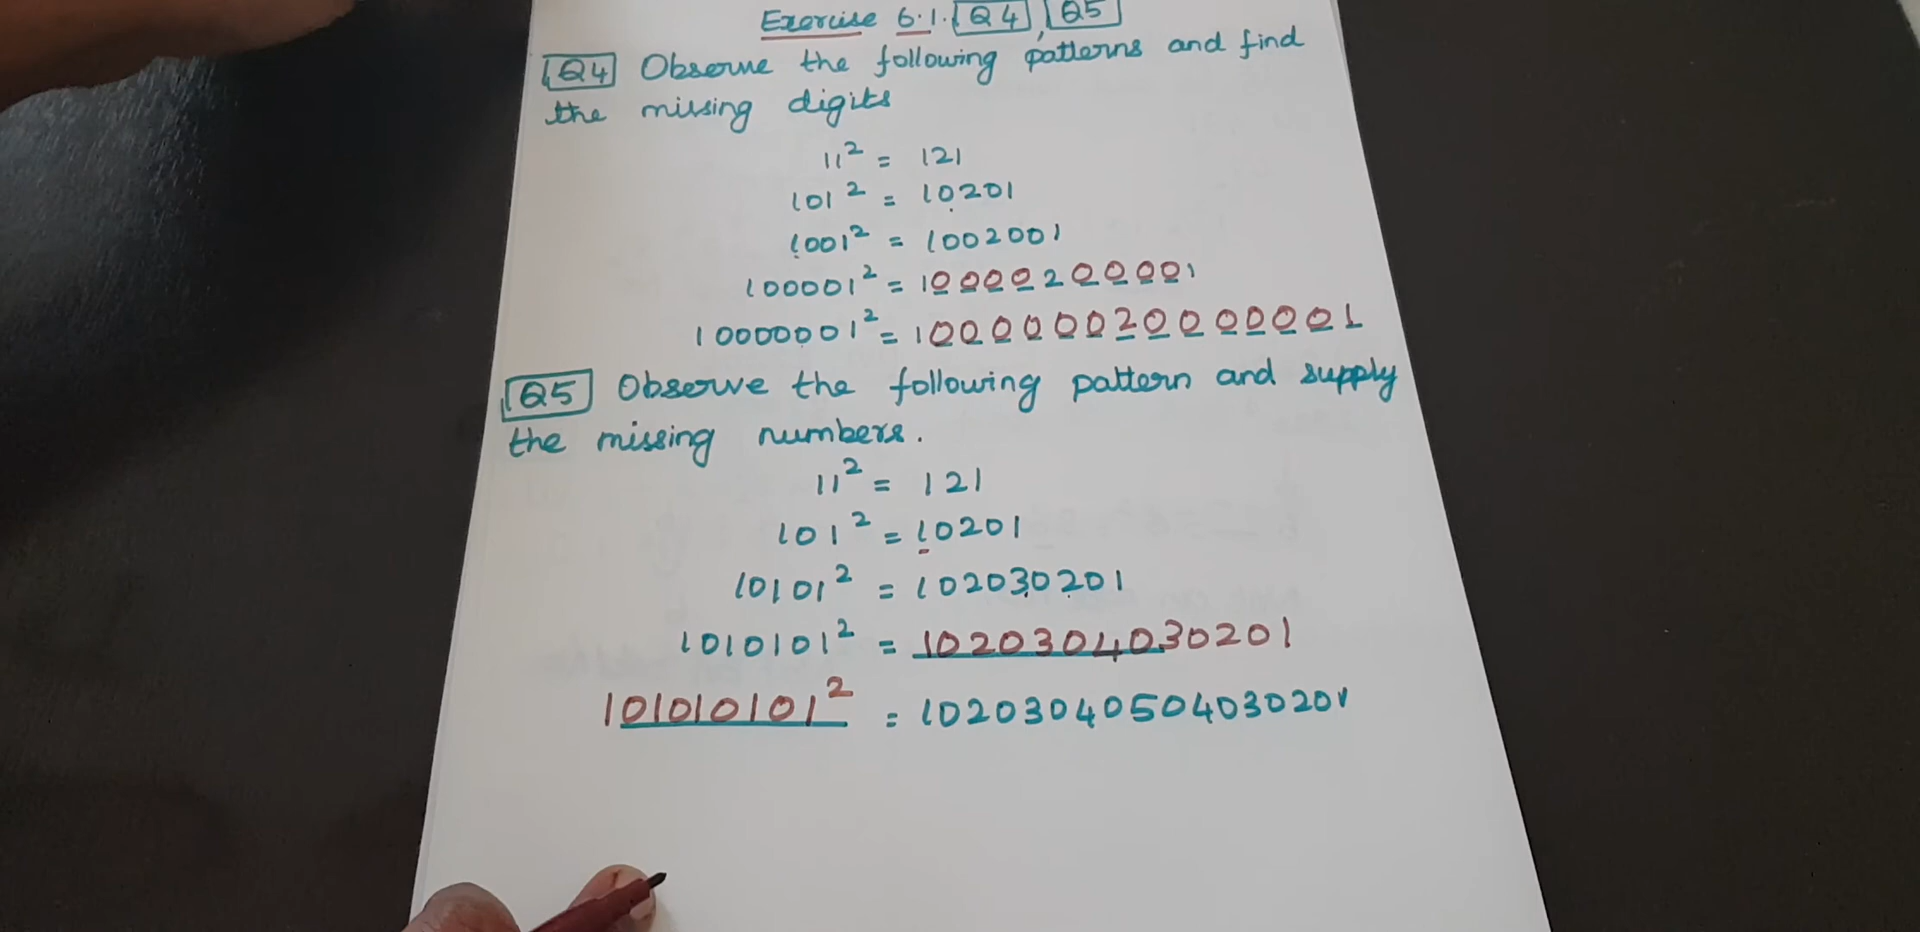 Exercise 6.1. Q4, Q5
Q4 Observe the following patterns and find
the missing digits
11² = 121
101² = 10201
1001² = 1002001
100001² = 10000200001
10000001² = 100000020000001
Q5 Observe the following pattern and supply
the missing numbers.
11² = 121
101² = 10201
10101² = 102030201
1010101² = 1020304030201
101010101² = 10203040504030201